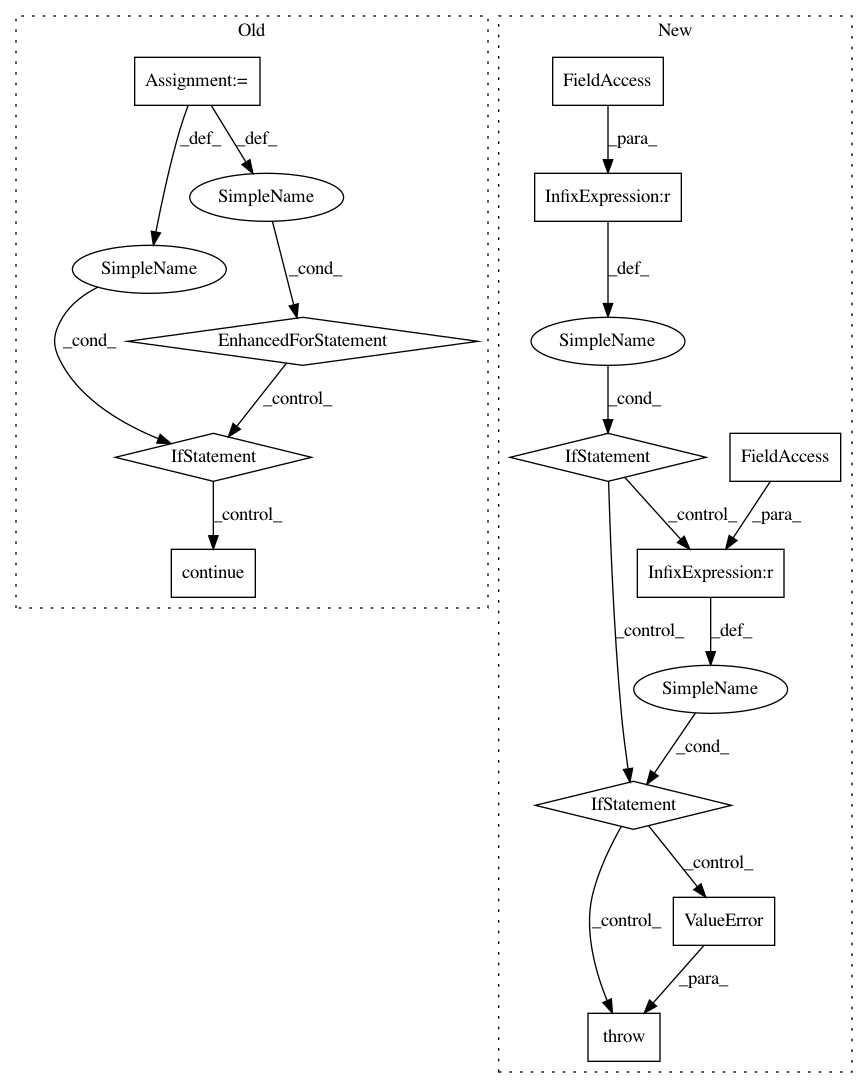 Old
New
Assignment:=
FieldAccess
_def_
_def_
_para_
SimpleName
InfixExpression:r
SimpleName
_cond_
_def_
_cond_
EnhancedForStatement
SimpleName
_control_
_cond_
IfStatement
IfStatement
FieldAccess
_control_
_control_
_para_
continue
InfixExpression:r
_control_
_def_
SimpleName
_cond_
IfStatement
_control_
_control_
ValueError
_para_
throw